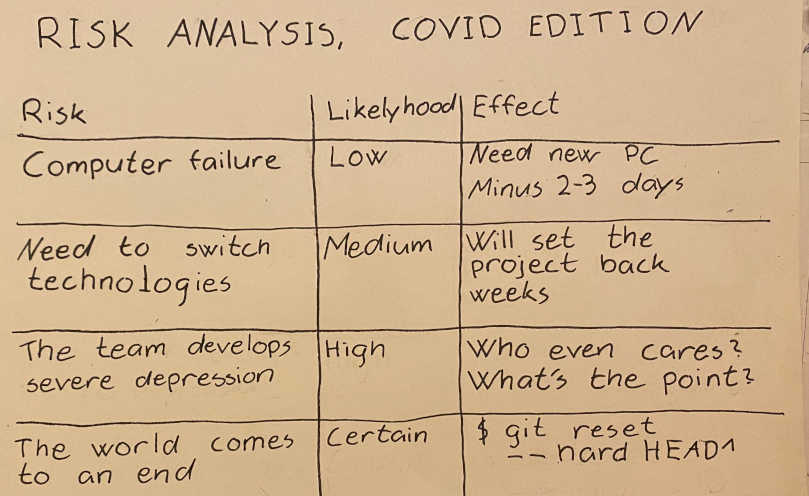 RISK ANALYSIS, COVID EDITION
Risk
Likelyhood
Effect
Computer failure
Low
Need new PC
Minus 2-3 days
Need to switch
technologies
Medium
Will set the
project back
weeks
The team develops
severe depression
High
Who even cares?
What's the point?
The world comes
to an end
Certain
$ git reset
--hard HEAD^